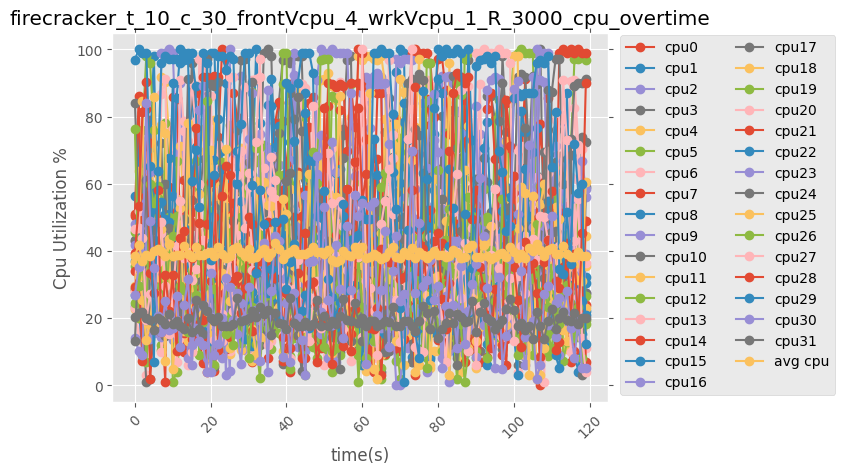 firecracker_t_10_c_30_frontVcpu_4_wrkVcpu_1_R_3000_cpu_overtime
Cpu Utilization %
100
80
60
40
20
0
0
20
40
60
80
100
120
time(s)
cpu0
cpu1
cpu2
cpu3
cpu4
cpu5
cpu6
cpu7
cpu8
cpu9
cpu10
cpu11
cpu12
cpu13
cpu14
cpu15
cpu16
cpu17
cpu18
cpu19
cpu20
cpu21
cpu22
cpu23
cpu24
cpu25
cpu26
cpu27
cpu28
cpu29
cpu30
cpu31
avg cpu